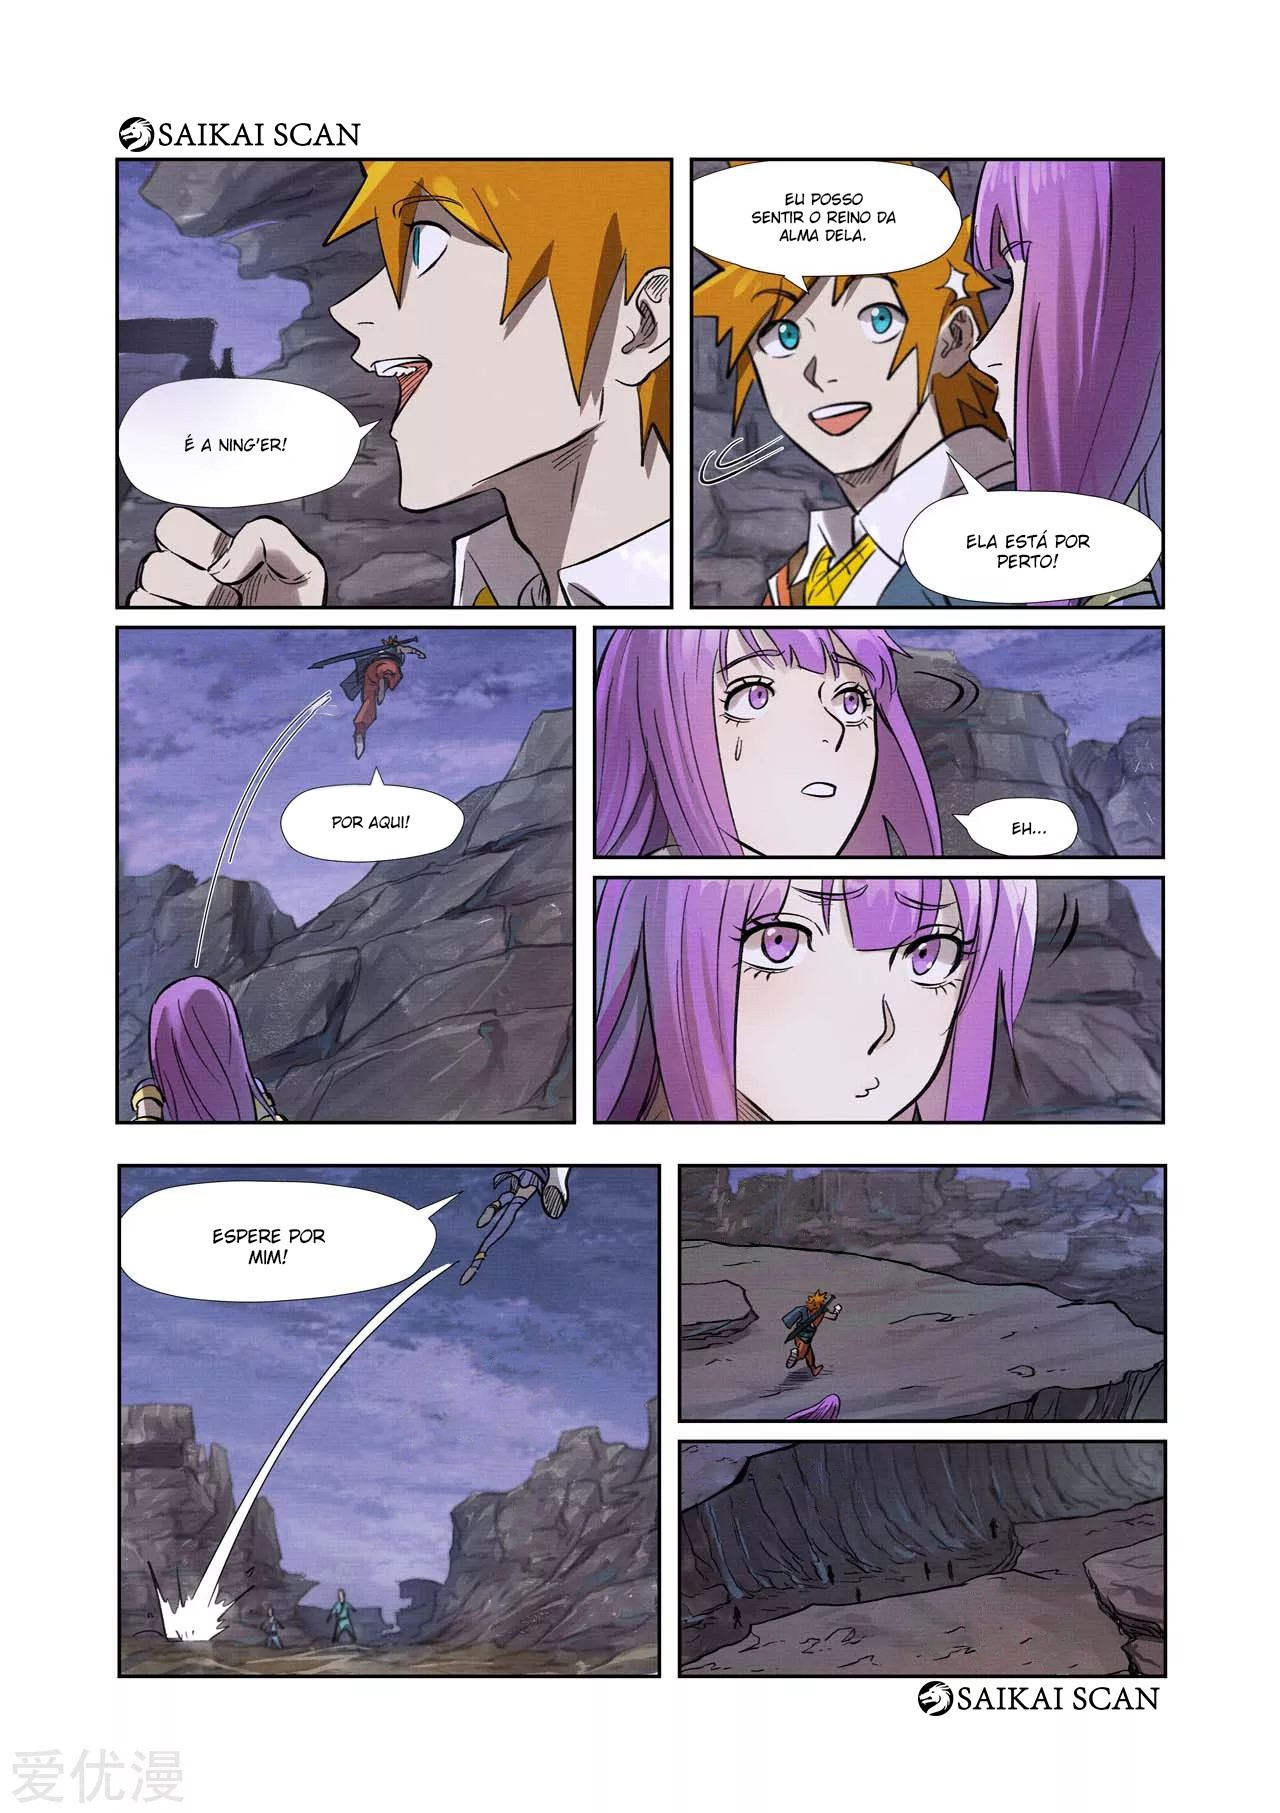 SAIKAI SCAN
É A NING'ER!
EU POSSO
SENTIR O REINO DA
ALMA DELA.
ELA ESTÁ POR
PERTO!
POR AQUI!
EH...
ESPERE POR
MIM!
SAIKAI SCAN
爱优漫